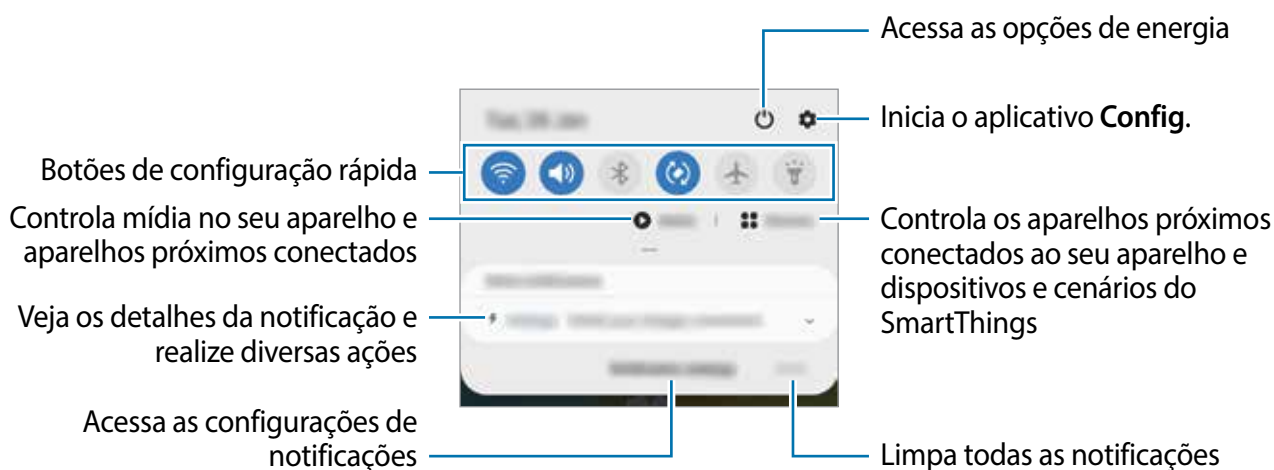 Acessa as opções de energia
Inicia o aplicativo Config.
Botões de configuração rápida
Controla mídia no seu aparelho e
aparelhos próximos conectados
Controla os aparelhos próximos
conectados ao seu aparelho e
dispositivos e cenários do
SmartThings
Veja os detalhes da notificação e
realize diversas ações
Acessa as configurações de
notificações
Limpa todas as notificações